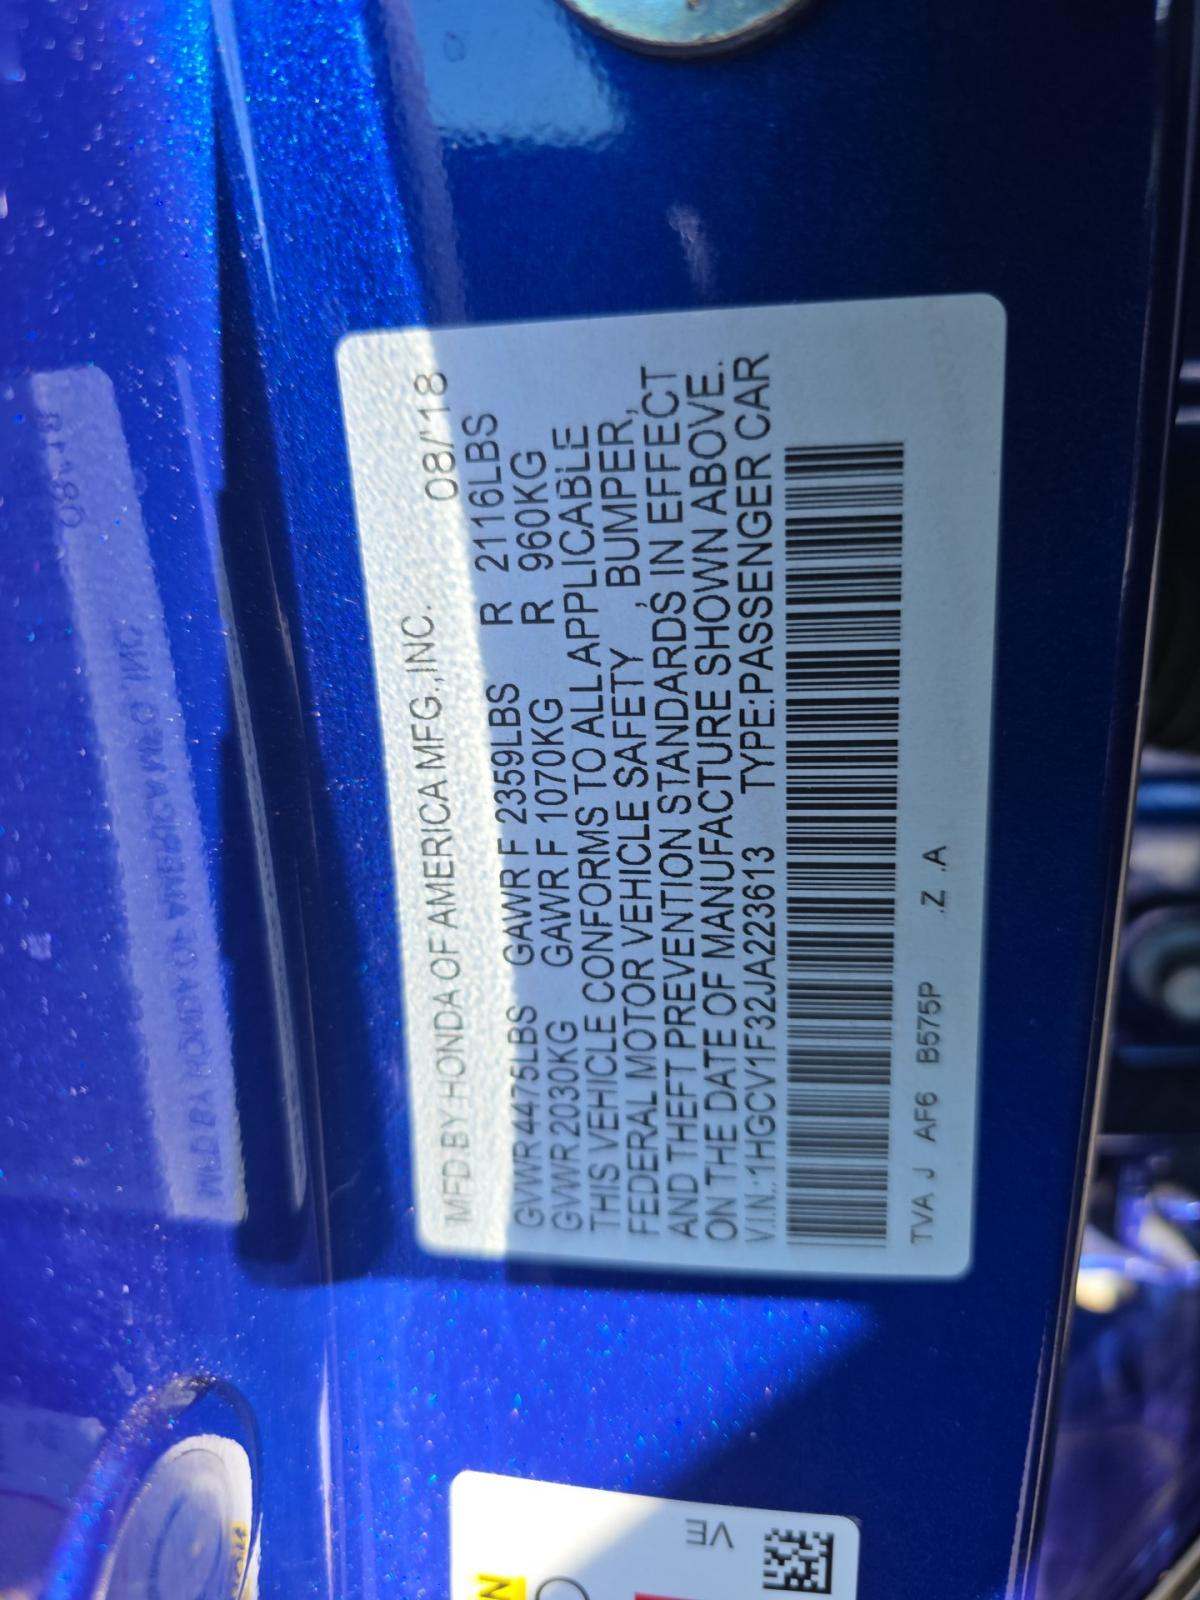 MFD BY HONDA OF AMERICA MFG.,INC. 08/'18
GVWR 4475LBS GAWR F 2359LBS R 2116LBS
GVWR 2030KG GAWR F 1070KG R 960KG
THIS VEHICLE CONFORMS TO ALL APPLICABLE
FEDERAL MOTOR VEHICLE SAFETY , BUMPER,
AND THEFT PREVENTION STANDARDS IN EFFECT
ON THE DATE OF MANUFACTURE SHOWN ABOVE.
V.I.N.:1HGCV1F32JA223613 TYPE:PASSENGER CAR
TVA J AF6 B575P .Z .A
VE